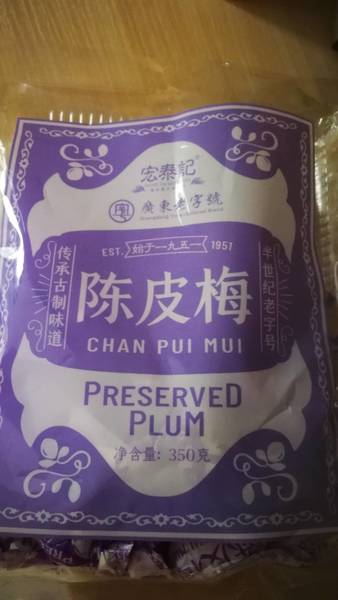 宏泰記®
廣東老字號
EST. 始于一九五一 1951
传承古制味道
半世纪老字号
陈皮梅
CHAN PUI MUI
PRESERVED
PLUM
净含量: 350克